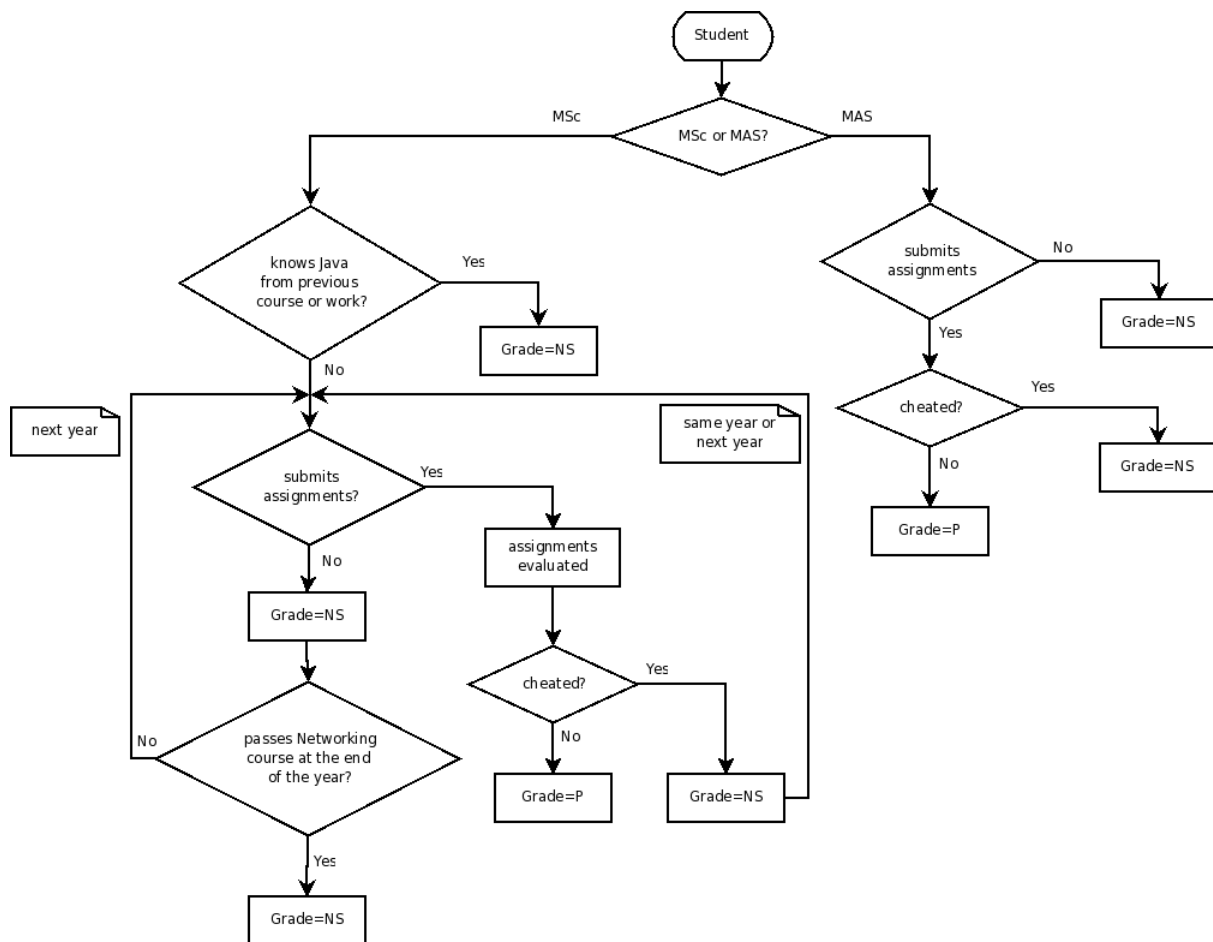 Student
MSc
MSc or MAS?
MAS
knows Java
from previous
course or work?
Yes
Grade=NS
No
submits
assignments
No
Grade=NS
Yes
cheated?
Yes
Grade=NS
No
Grade=P
next year
same year or
next year
submits
assignments?
Yes
assignments
evaluated
No
Grade=NS
cheated?
Yes
No
Grade=P
Grade=NS
passes Networking
course at the end
of the year?
No
Yes
Grade=NS